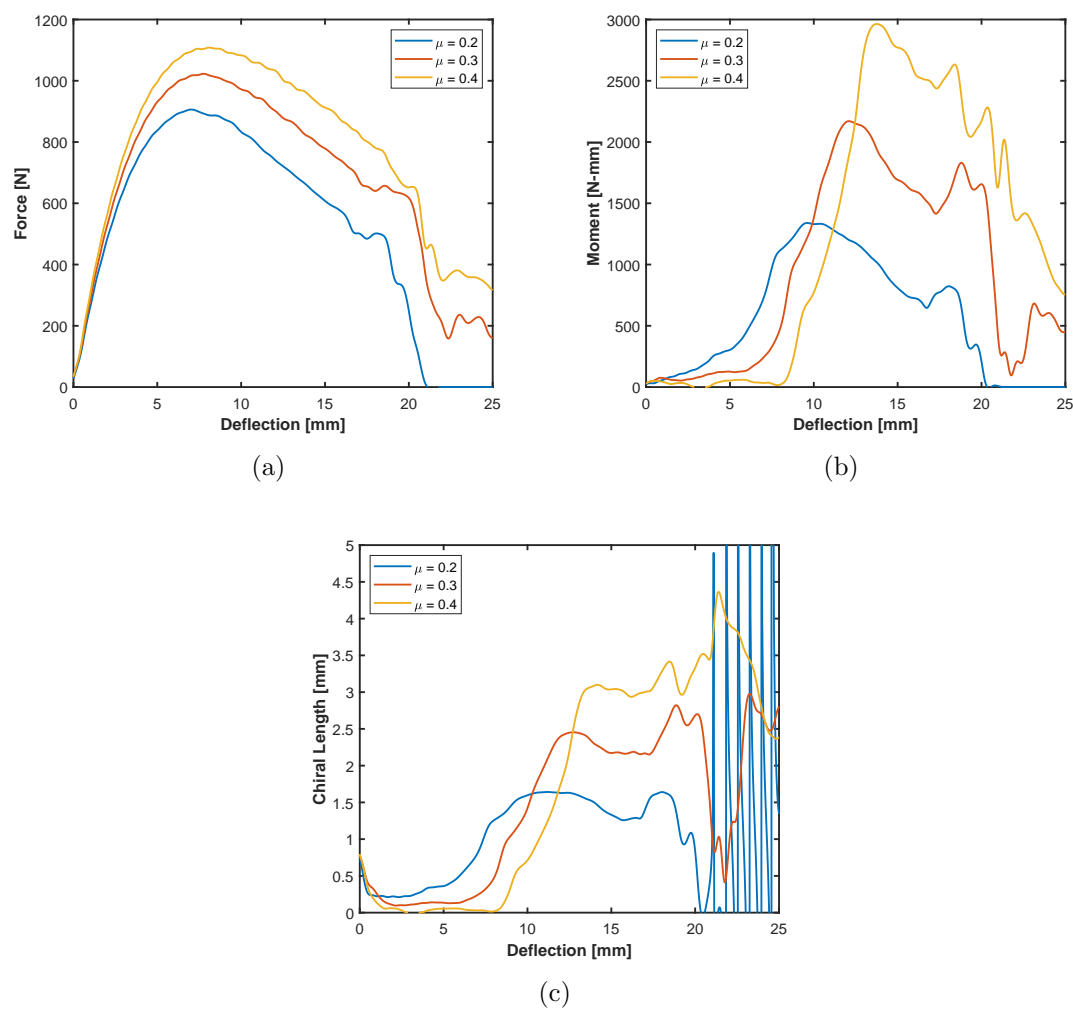 Force [N]
1200
1000
800
600
400
200
0
μ = 0.2
μ = 0.3
μ = 0.4
0 5 10 15 20 25
Deflection [mm]
(a)
Moment [N-mm]
3000
2500
2000
1500
1000
500
0
μ = 0.2
μ = 0.3
μ = 0.4
0 5 10 15 20 25
Deflection [mm]
(b)
Chiral Length [mm]
5
4.5
4
3.5
3
2.5
2
1.5
1
0.5
0
μ = 0.2
μ = 0.3
μ = 0.4
0 5 10 15 20 25
Deflection [mm]
(c)